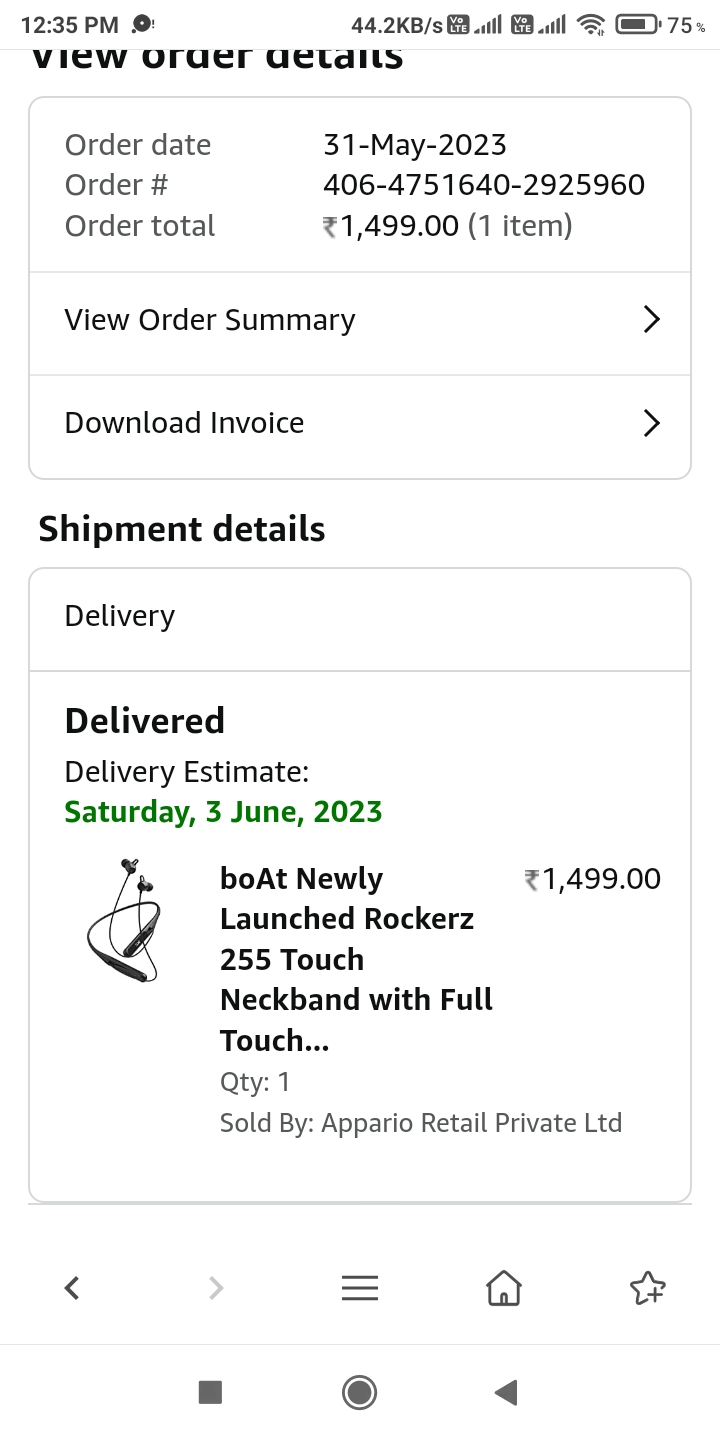 12:35 PM 44.2KB/s Vo LTE Vo LTE 75%
View order details
Order date 31-May-2023
Order # 406-4751640-2925960
Order total ₹1,499.00 (1 item)
View Order Summary
Download Invoice
Shipment details
Delivery
Delivered
Delivery Estimate:
Saturday, 3 June, 2023
boAt Newly ₹1,499.00
Launched Rockerz
255 Touch
Neckband with Full
Touch...
Qty: 1
Sold By: Appario Retail Private Ltd